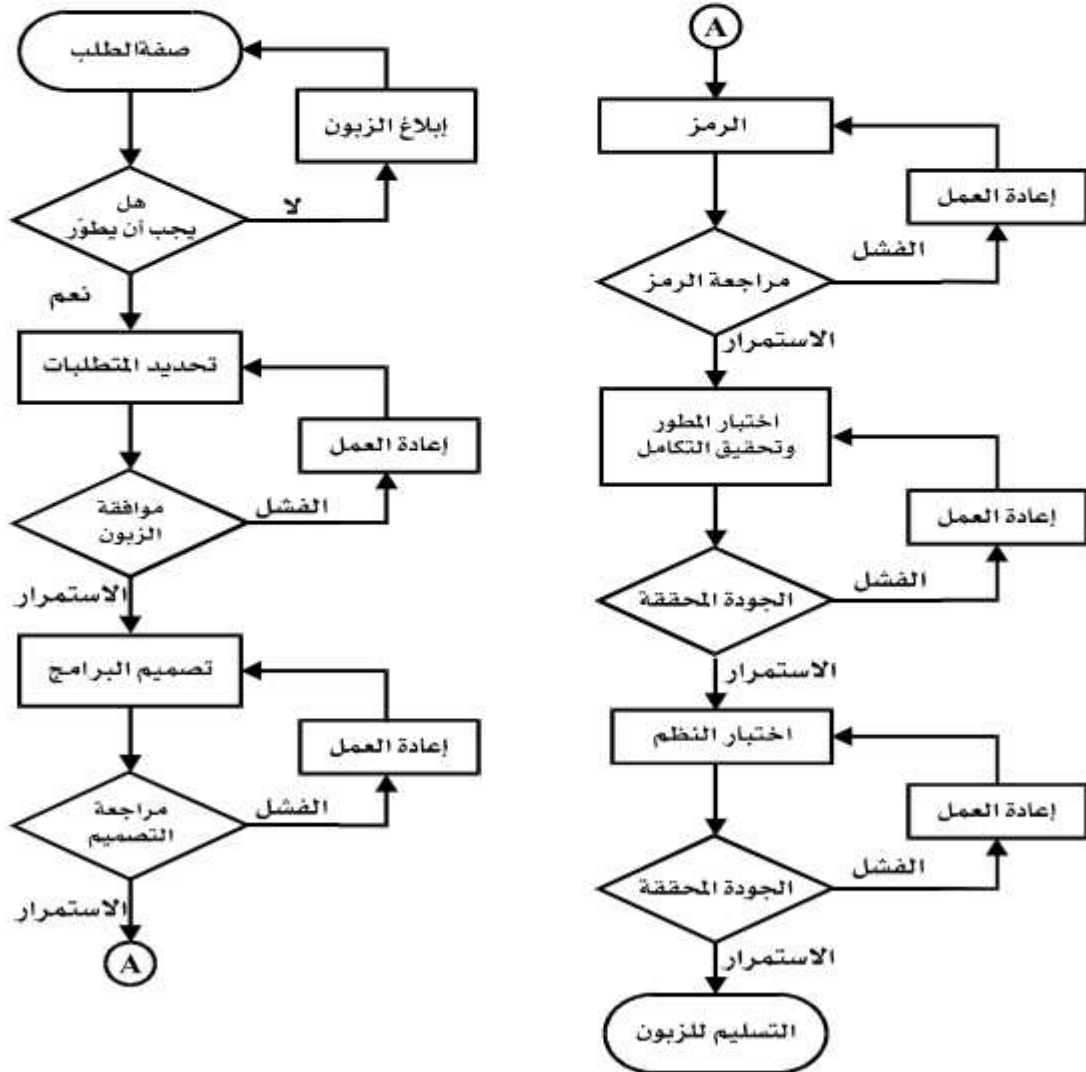 صفة الطلب
إبلاغ الزبون
هل
يجب أن يطوّر
لا
نعم
تحديد المتطلبات
إعادة العمل
موافقة
الزبون
الفشل
الاستمرار
تصميم البرامج
إعادة العمل
مراجعة
التصميم
الفشل
الاستمرار
A
A
الرمز
إعادة العمل
مراجعة الرمز
الفشل
الاستمرار
اختبار المطور
وتحقيق التكامل
إعادة العمل
الجودة المحققة
الفشل
الاستمرار
اختبار النظم
إعادة العمل
الجودة المحققة
الفشل
الاستمرار
التسليم للزبون